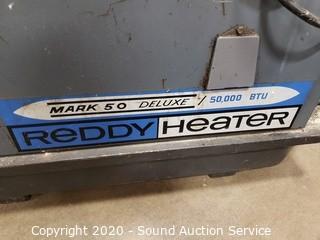 MARK 50 DELUXE / 50,000 BTU
REDDY HEATER
Copyright 2020 - Sound Auction Service